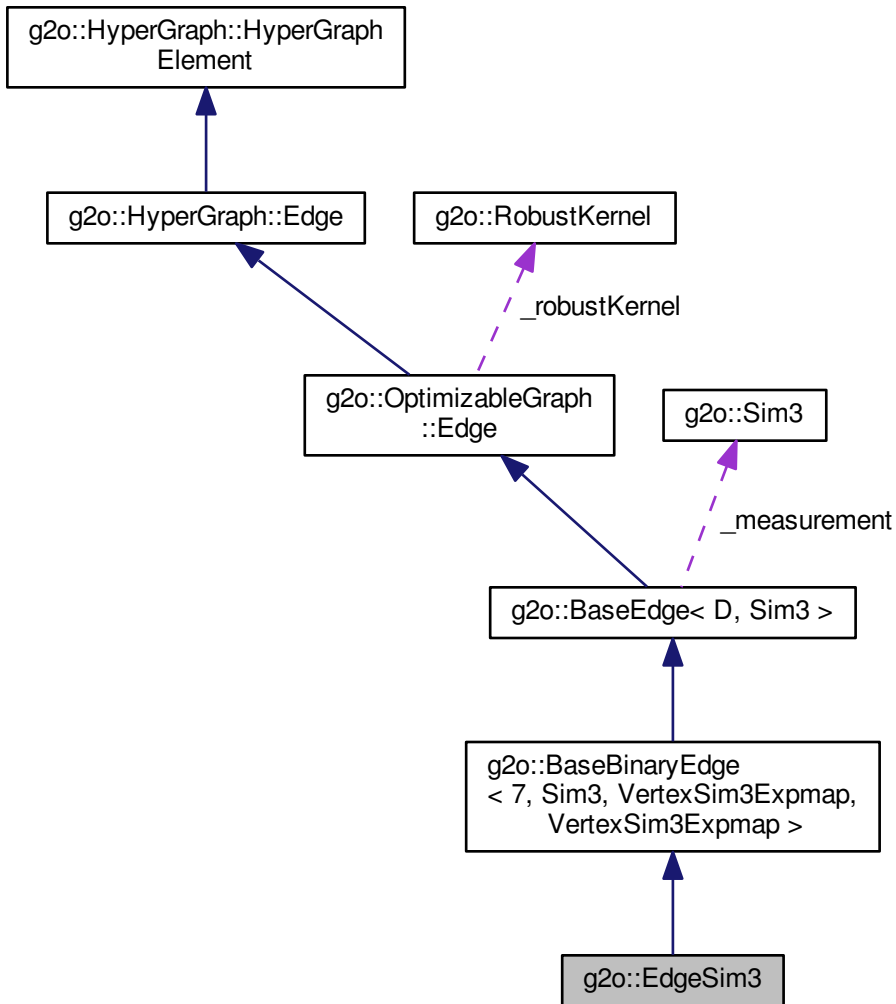 g2o::HyperGraph::HyperGraph
Element
g2o::HyperGraph::Edge
g2o::RobustKernel
_robustKernel
g2o::OptimizableGraph
::Edge
g2o::Sim3
_measurement
g2o::BaseEdge< D, Sim3 >
g2o::BaseBinaryEdge
< 7, Sim3, VertexSim3Expmap,
VertexSim3Expmap >
g2o::EdgeSim3